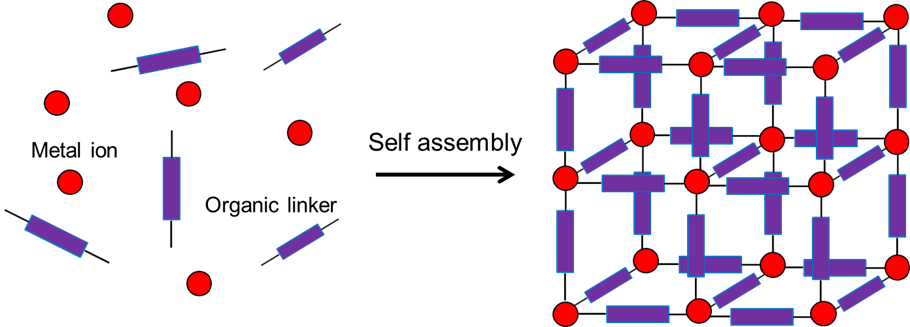 Metal ion
Organic linker
Self assembly